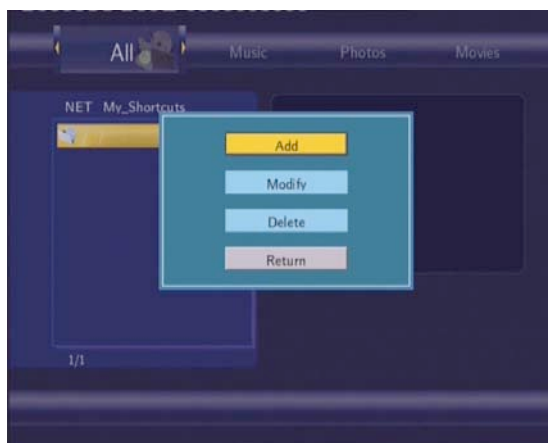 All Music Photos Movies
NET My_Shortcuts
Add
Modify
Delete
Return
1/1